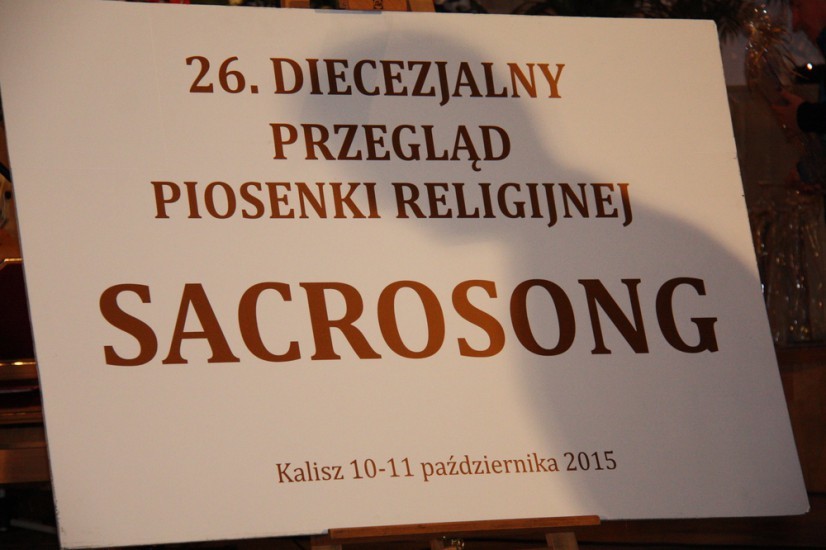 26. DIECEZJALNY
PRZEGLĄD
PIOSENKI RELIGIJNEJ
SACROSONG
Kalisz 10-11 października 2015